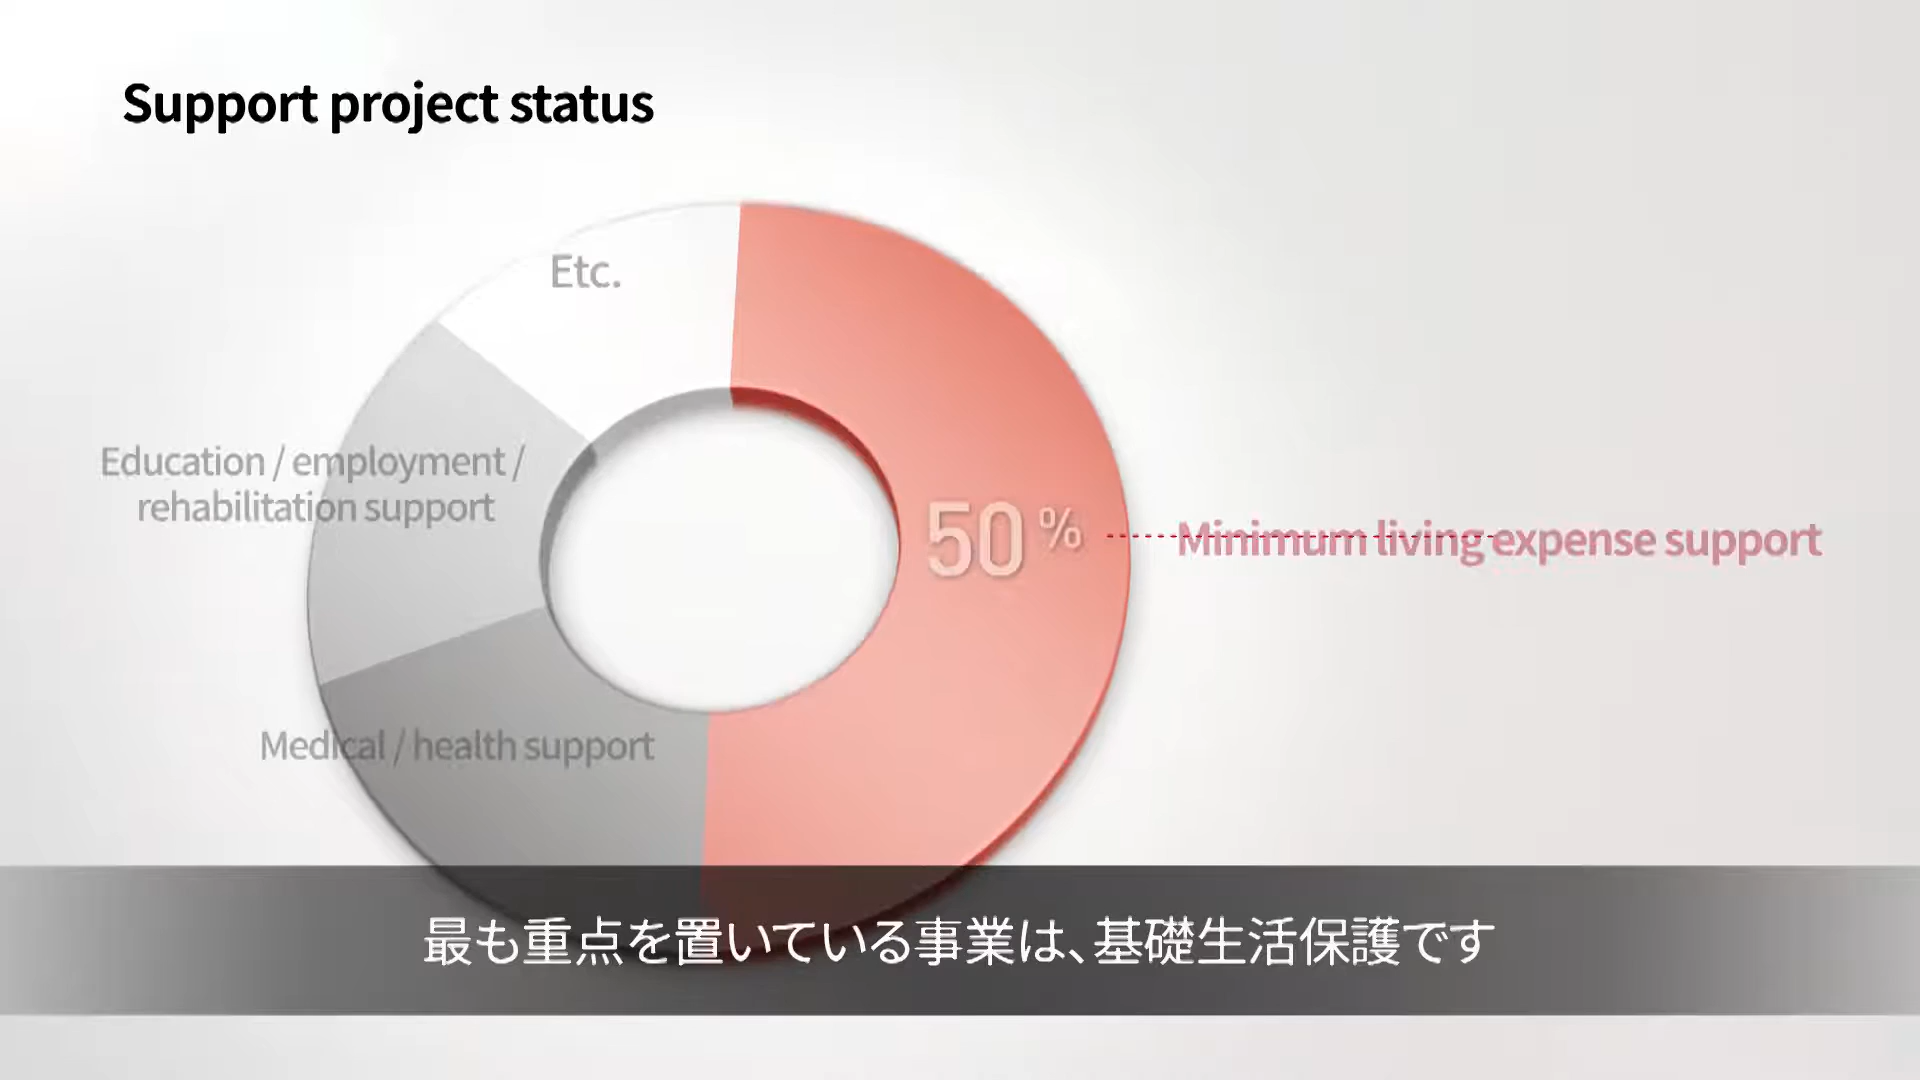 Support project status
Etc.
Education / employment /
rehabilitation support
50%
Minimum living expense support
Medical / health support
最も重点を置いている事業は、基礎生活保護です